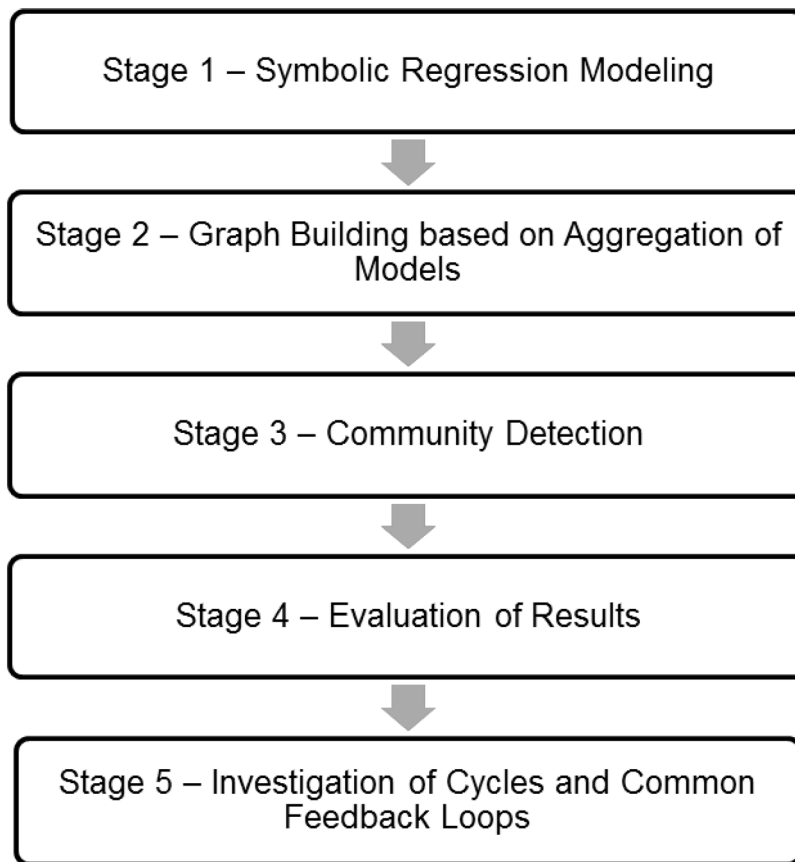 Stage 1 – Symbolic Regression Modeling
Stage 2 – Graph Building based on Aggregation of
Models
Stage 3 – Community Detection
Stage 4 – Evaluation of Results
Stage 5 – Investigation of Cycles and Common
Feedback Loops